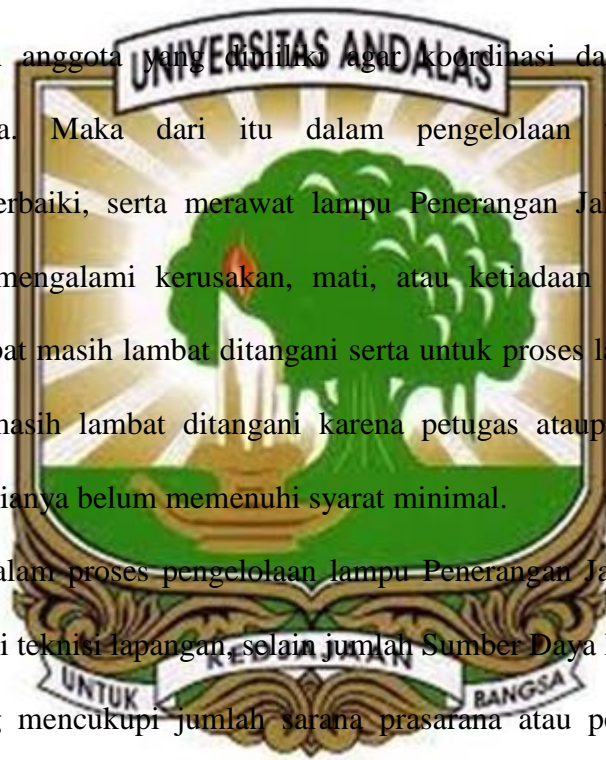 anggota yang dimiliki agar koordinasi da
UNIVERSITAS ANDALAS
a. Maka dari itu dalam pengelolaan
erbaiki, serta merawat lampu Penerangan Ja
mengalami kerusakan, mati, atau ketiadaan
pat masih lambat ditangani serta untuk proses la
masih lambat ditangani karena petugas ataup
ianya belum memenuhi syarat minimal.
alam proses pengelolaan lampu Penerangan Ja
i teknisi lapangan, selain jumlah Sumber Daya
KEDJAJAAN
UNTUK BANGSA
g mencukupi jumlah sarana prasarana atau pe